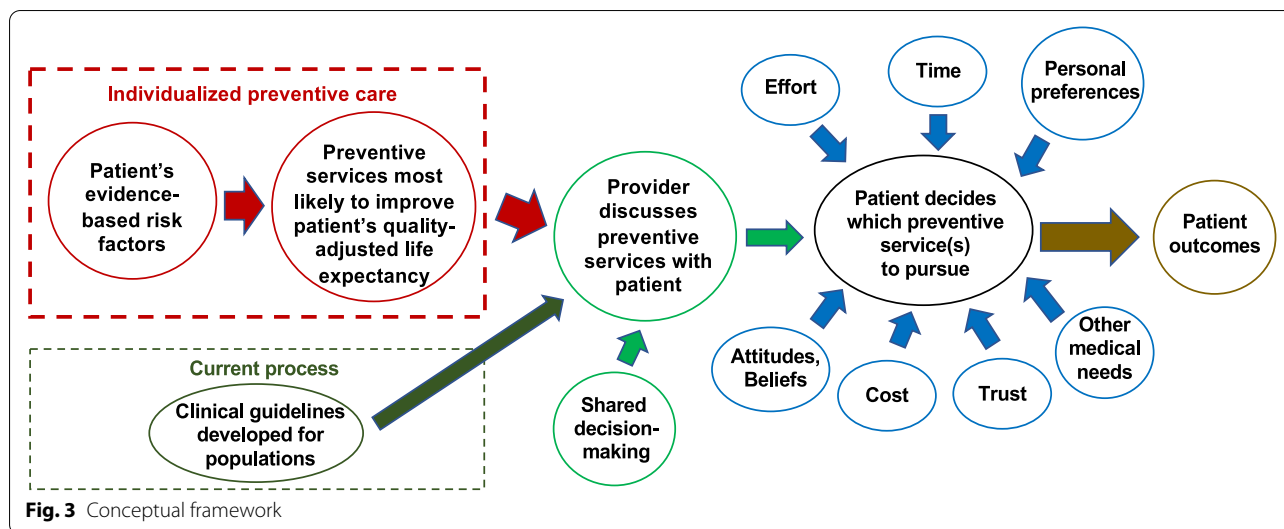 Individualized preventive care
Patient's
evidence-
based risk
factors
Preventive
services most
likely to improve
patient's quality-
adjusted life
expectancy
Current process
Clinical guidelines
developed for
populations
Provider
discusses
preventive
services with
patient
Shared
decision-
making
Effort
Time
Personal
preferences
Patient decides
which preventive
service(s)
to pursue
Attitudes,
Beliefs
Cost
Trust
Other
medical
needs
Patient
outcomes
Fig. 3 Conceptual framework